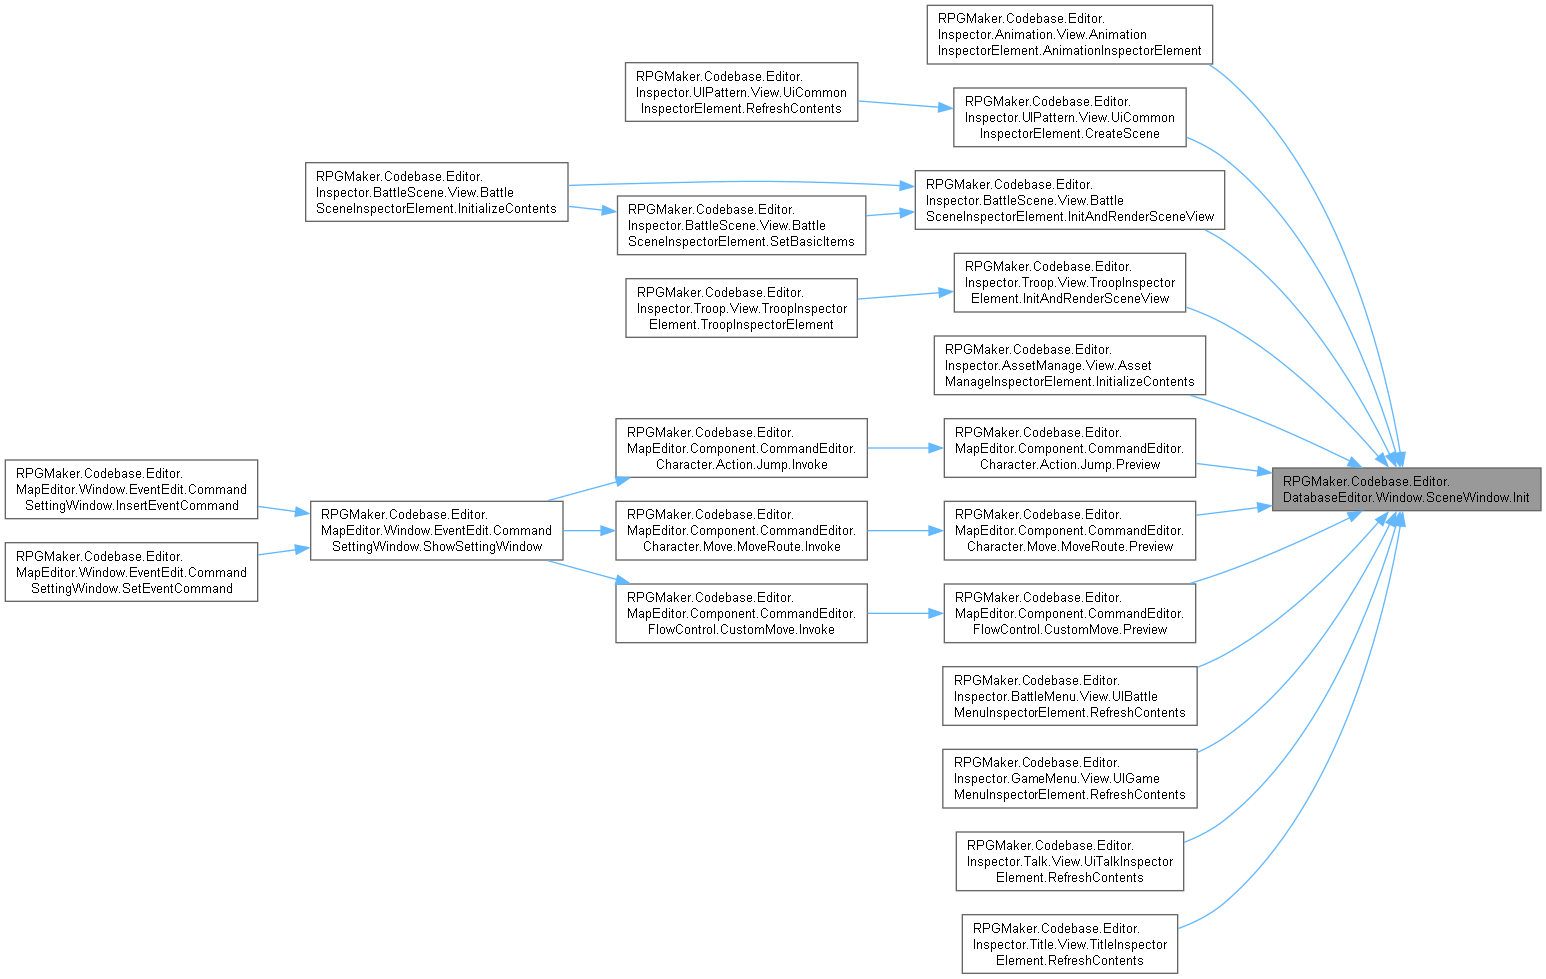 RPGMaker.Codebase.Editor.
Inspector.Animation.View.Animation
InspectorElement.AnimationInspectorElement
RPGMaker.Codebase.Editor.
Inspector.UIPattern.View.UiCommon
InspectorElement.RefreshContents
RPGMaker.Codebase.Editor.
Inspector.UIPattern.View.UiCommon
InspectorElement.CreateScene
RPGMaker.Codebase.Editor.
Inspector.BattleScene.View.Battle
SceneInspectorElement.InitializeContents
RPGMaker.Codebase.Editor.
Inspector.BattleScene.View.Battle
SceneInspectorElement.SetBasicItems
RPGMaker.Codebase.Editor.
Inspector.BattleScene.View.Battle
SceneInspectorElement.InitAndRenderSceneView
RPGMaker.Codebase.Editor.
Inspector.Troop.View.TroopInspector
Element.TroopInspectorElement
RPGMaker.Codebase.Editor.
Inspector.Troop.View.TroopInspector
Element.InitAndRenderSceneView
RPGMaker.Codebase.Editor.
Inspector.AssetManage.View.Asset
ManageInspectorElement.InitializeContents
RPGMaker.Codebase.Editor.
MapEditor.Window.EventEdit.Command
SettingWindow.InsertEventCommand
RPGMaker.Codebase.Editor.
MapEditor.Window.EventEdit.Command
SettingWindow.SetEventCommand
RPGMaker.Codebase.Editor.
MapEditor.Window.EventEdit.Command
SettingWindow.ShowSettingWindow
RPGMaker.Codebase.Editor.
MapEditor.Component.CommandEditor.
Character.Action.Jump.Invoke
RPGMaker.Codebase.Editor.
MapEditor.Component.CommandEditor.
Character.Action.Jump.Preview
RPGMaker.Codebase.Editor.
MapEditor.Component.CommandEditor.
Character.Move.MoveRoute.Invoke
RPGMaker.Codebase.Editor.
MapEditor.Component.CommandEditor.
Character.Move.MoveRoute.Preview
RPGMaker.Codebase.Editor.
MapEditor.Component.CommandEditor.
FlowControl.CustomMove.Invoke
RPGMaker.Codebase.Editor.
MapEditor.Component.CommandEditor.
FlowControl.CustomMove.Preview
RPGMaker.Codebase.Editor.
DatabaseEditor.Window.SceneWindow.Init
RPGMaker.Codebase.Editor.
Inspector.BattleMenu.View.UIBattle
MenuInspectorElement.RefreshContents
RPGMaker.Codebase.Editor.
Inspector.GameMenu.View.UIGame
MenuInspectorElement.RefreshContents
RPGMaker.Codebase.Editor.
Inspector.Talk.View.UiTalkInspector
Element.RefreshContents
RPGMaker.Codebase.Editor.
Inspector.Title.View.TitleInspector
Element.RefreshContents